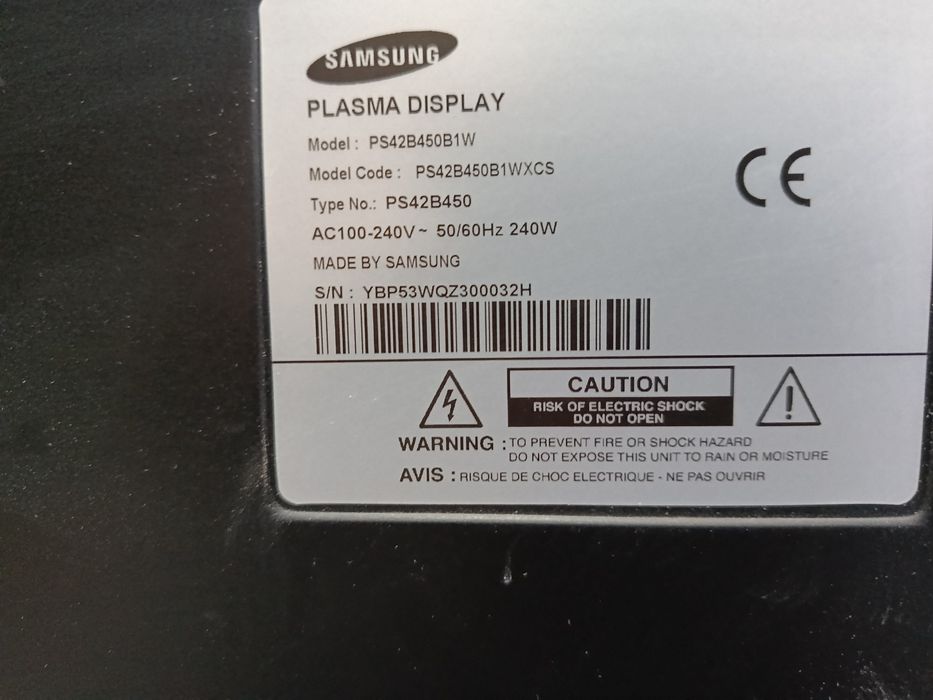 SAMSUNG
PLASMA DISPLAY
Model : PS42B450B1W
Model Code : PS42B450B1WXCS
Type No.: PS42B450
AC100-240V~ 50/60Hz 240W
MADE BY SAMSUNG
S/N : YBP53WQZ300032H
CE
CAUTION
RISK OF ELECTRIC SHOCK
DO NOT OPEN
WARNING : TO PREVENT FIRE OR SHOCK HAZARD
DO NOT EXPOSE THIS UNIT TO RAIN OR MOISTURE
AVIS : RISQUE DE CHOC ELECTRIQUE - NE PAS OUVRIR